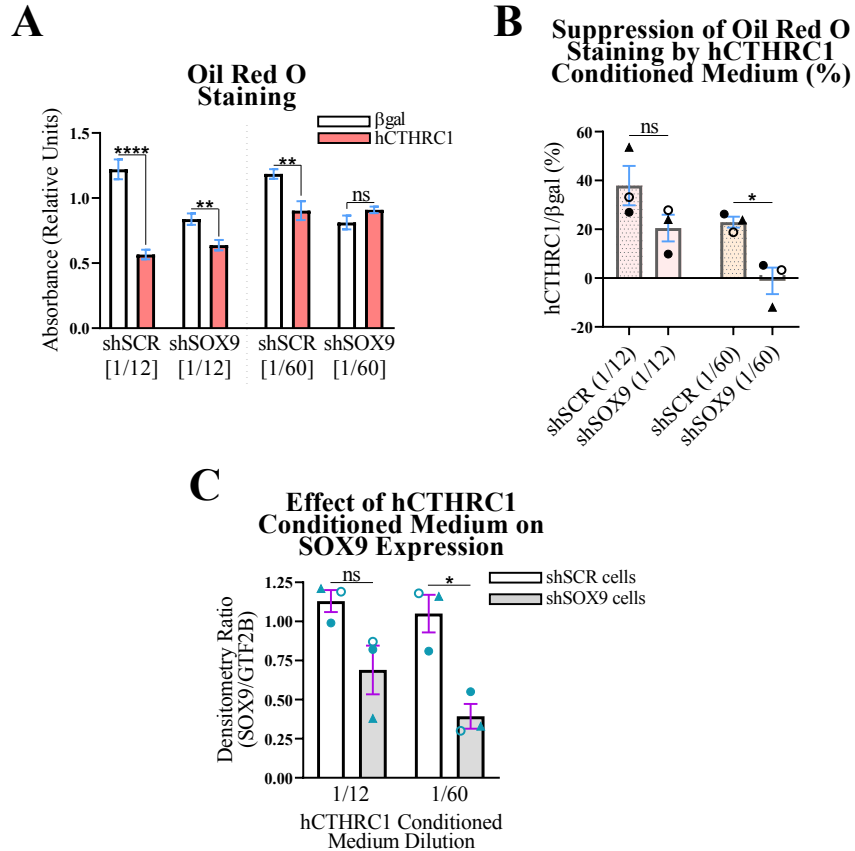 A
Oil Red O
Staining
βgal
hCTHRC1
Absorbance (Relative Units)
1.5
1.0
0.5
0.0
****
**
**
ns
shSCR
[1/12]
shSOX9
[1/12]
shSCR
[1/60]
shSOX9
[1/60]
B
Suppression of Oil Red O
Staining by hCTHRC1
Conditioned Medium (%)
hCTHRC1/βgal (%)
60
40
20
0
-20
ns
*
shSCR (1/12)
shSOX9 (1/12)
shSCR (1/60)
shSOX9 (1/60)
C
Effect of hCTHRC1
Conditioned Medium on
SOX9 Expression
shSCR cells
shSOX9 cells
Densitometry Ratio
(SOX9/GTF2B)
1.25
1.00
0.75
0.50
0.25
0.00
ns
*
1/12
1/60
hCTHRC1 Conditioned
Medium Dilution